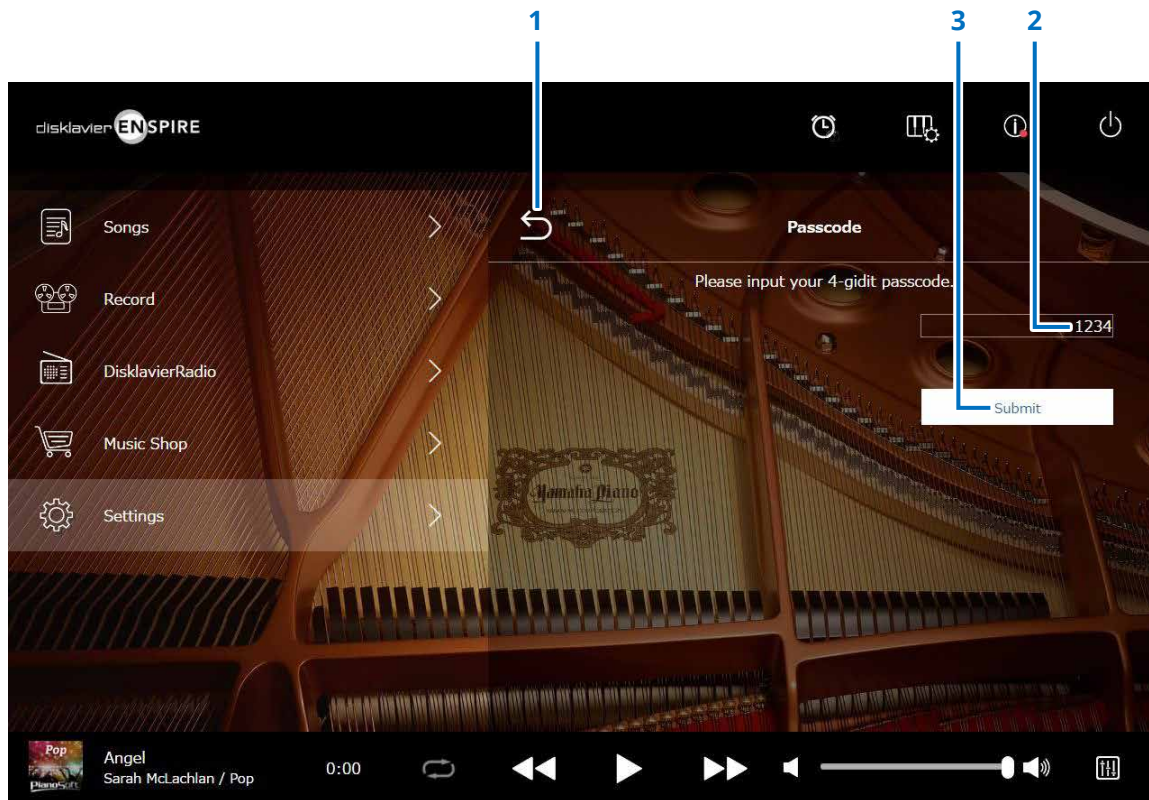 1
3
2
disklavier ENSPIRE
Songs
Record
DisklavierRadio
Music Shop
Settings
Passcode
Please input your 4-gidit passcode.
1234
Submit
Yamaha Piano
Pop
PianoSoft
Angel
Sarah McLachlan / Pop
0:00